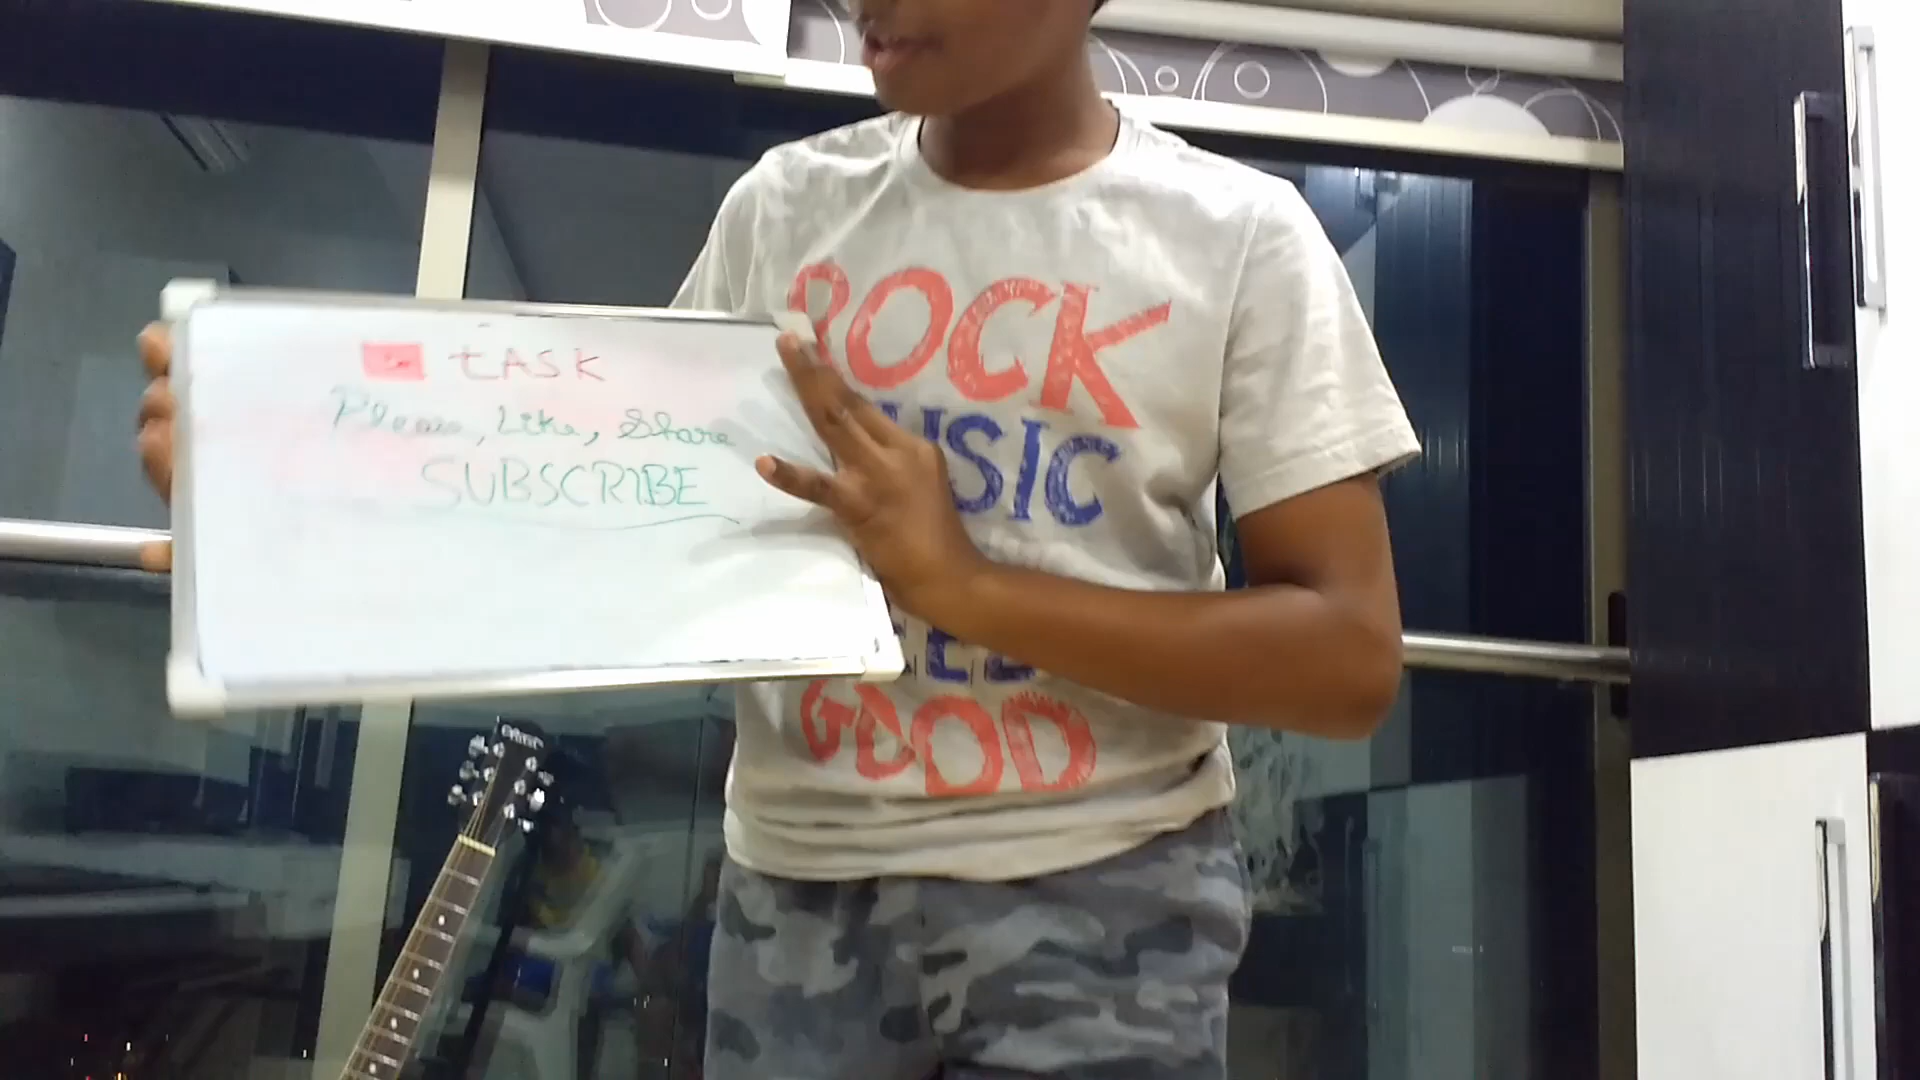 tASK
Please, Like, Share
SUBSCRIBE
ROCK
MUSIC
GOOD